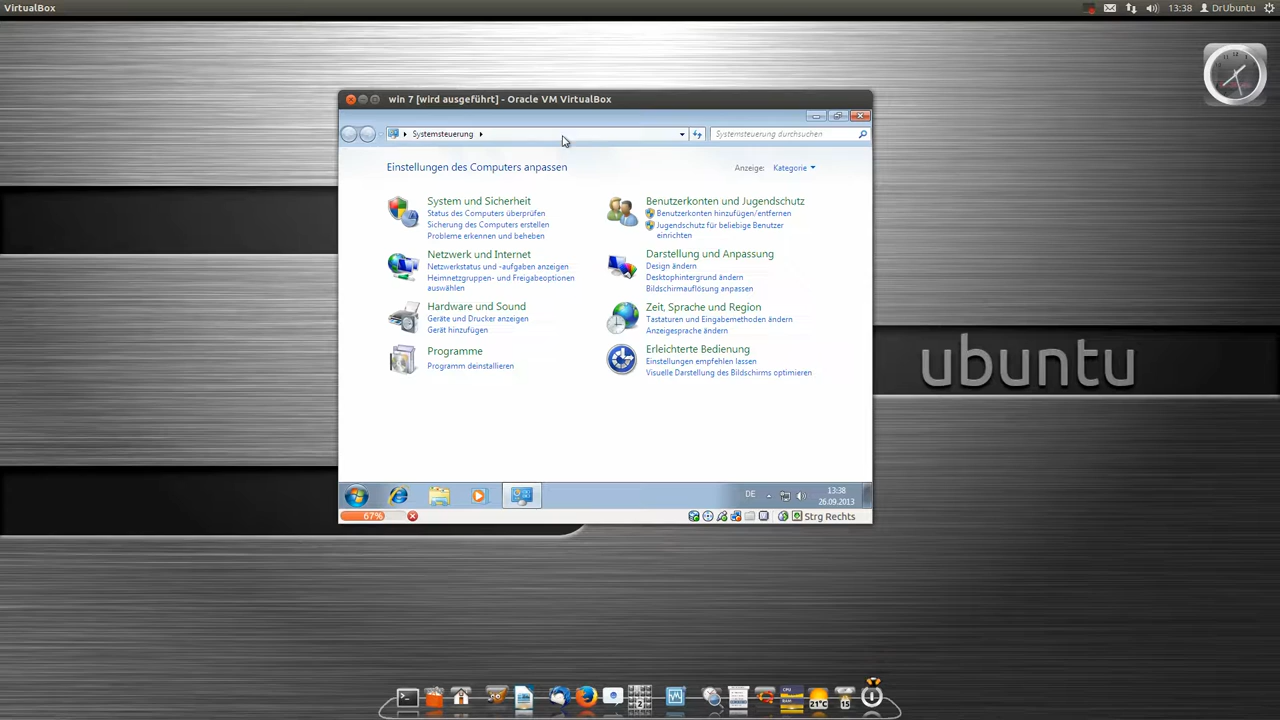 VirtualBox
13:38
DrUbuntu
win 7 [wird ausgeführt] - Oracle VM VirtualBox
Systemsteuerung
Systemsteuerung durchsuchen
Einstellungen des Computers anpassen
Anzeige:
Kategorie
System und Sicherheit
Status des Computers überprüfen
Sicherung des Computers erstellen
Probleme erkennen und beheben
Netzwerk und Internet
Netzwerkstatus und -aufgaben anzeigen
Heimnetzgruppen- und Freigabeoptionen
auswählen
Hardware und Sound
Geräte und Drucker anzeigen
Gerät hinzufügen
Programme
Programm deinstallieren
Benutzerkonten und Jugendschutz
Benutzerkonten hinzufügen/entfernen
Jugendschutz für beliebige Benutzer
einrichten
Darstellung und Anpassung
Design ändern
Desktophintergrund ändern
Bildschirmauflösung anpassen
Zeit, Sprache und Region
Tastaturen und Eingabemethoden ändern
Anzeigesprache ändern
Erleichterte Bedienung
Einstellungen empfehlen lassen
Visuelle Darstellung des Bildschirms optimieren
ubuntu
DE
13:38
26.09.2013
67%
Strg Rechts
2
CPU
RAM
21°C
15